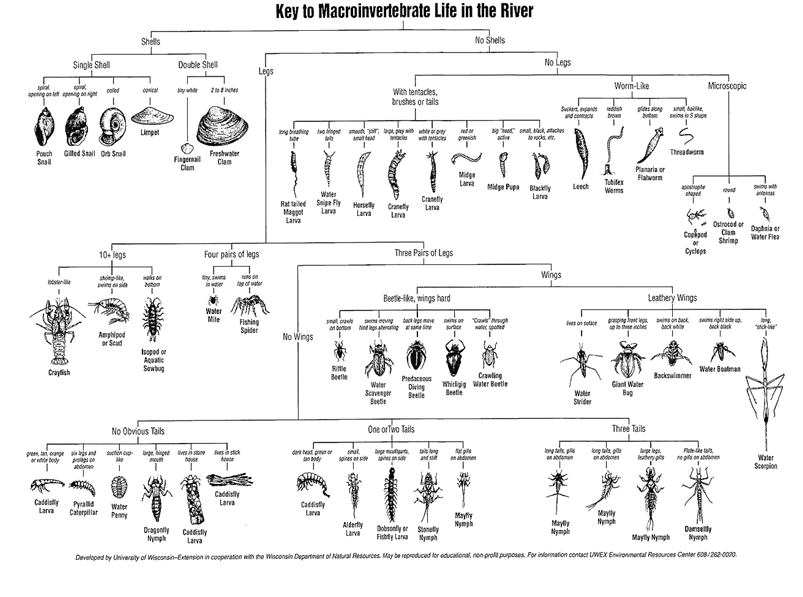 Key to Macroinvertebrate Life in the River
Shells
No Shells
Single Shell
Double Shell
Legs
No Legs
spiral,
opening on left
spiral,
opening on right
coiled
conical
tiny white
2 to 8 inches
Pouch
Snail
Gilled Snail
Orb Snail
Limpet
Fingernail
Clam
Freshwater
Clam
With tentacles,
brushes or tails
Worm-Like
Microscopic
long breathing
tube
two fringed
tails
smooth, "stiff",
small head
large, grey with
tentacles
white or grey
with tentacles
red or
greenish
big "head,"
active
small, black, attaches
to rocks, etc.
Rat tailed
Maggot
Larva
Water
Snipe Fly
Larva
Horsefly
Larva
Cranefly
Larva
Cranefly
Larva
Midge
Larva
Midge Pupa
Blackfly
Larva
Suckers, expands
and contracts
reddish
brown
glides along
bottom
small, hairlike,
swims in S shape
Leech
Tubifex
Worms
Planaria or
Flatworm
Threadworm
apostrophe
shaped
round
swims with
antennas
Copepod
or
Cyclops
Ostrocod or
Clam
Shrimp
Daphnia or
Water Flea
10+ legs
Four pairs of legs
Three Pairs of Legs
lobster-like
shrimp-like,
swims on side
walks on
bottom
Crayfish
Amphipod
or Scud
Isopod or
Aquatic
Sowbug
tiny, swims
in water
runs on
top of water
Water
Mite
Fishing
Spider
No Wings
Wings
Beetle-like, wings hard
Leathery Wings
small, crawls
on bottom
swims moving
hind legs alternating
back legs move
at same time
swims on
surface
"Crawls" through
water, spotted
Riffle
Beetle
Water
Scavenger
Beetle
Predaceous
Diving
Beetle
Whirligig
Beetle
Crawling
Water Beetle
lives on suface
grasping front legs,
up to three inches
swims on back,
back white
swims right side up,
back black
long,
"stick-like"
Water
Strider
Giant Water
Bug
Backswimmer
Water Boatman
Water
Scorpion
No Obvious Tails
One or Two Tails
Three Tails
green, tan, orange
or white body
six legs and
prolegs on
abdomen
suction cup-
like
large, hinged
mouth
lives in stone
house
lives in stick
house
Caddisfly
Larva
Pyralid
Caterpillar
Water
Penny
Dragonfly
Nymph
Caddisfly
Larva
Caddisfly
Larva
dark head, green or
tan body
small,
spines on side
large mouthparts,
spines on side
tails long
and stiff
flat gills
on abdomen
Caddisfly
Larva
Alderfly
Larva
Dobsonfly or
Fishfly Larva
Stonefly
Nymph
Mayfly
Nymph
long tails, gills
on abdomen
long tails, gills
on abdomen
large legs,
feathery gills
Plate-like tails,
no gills on abdomen
Mayfly
Nymph
Mayfly
Nymph
Mayfly Nymph
Damselfly
Nymph
Developed by University of Wisconsin–Extension in cooperation with the Wisconsin Department of Natural Resources. May be reproduced for educational, non-profit purposes. For information contact UWEX Environmental Resources Center 608/262-0020.